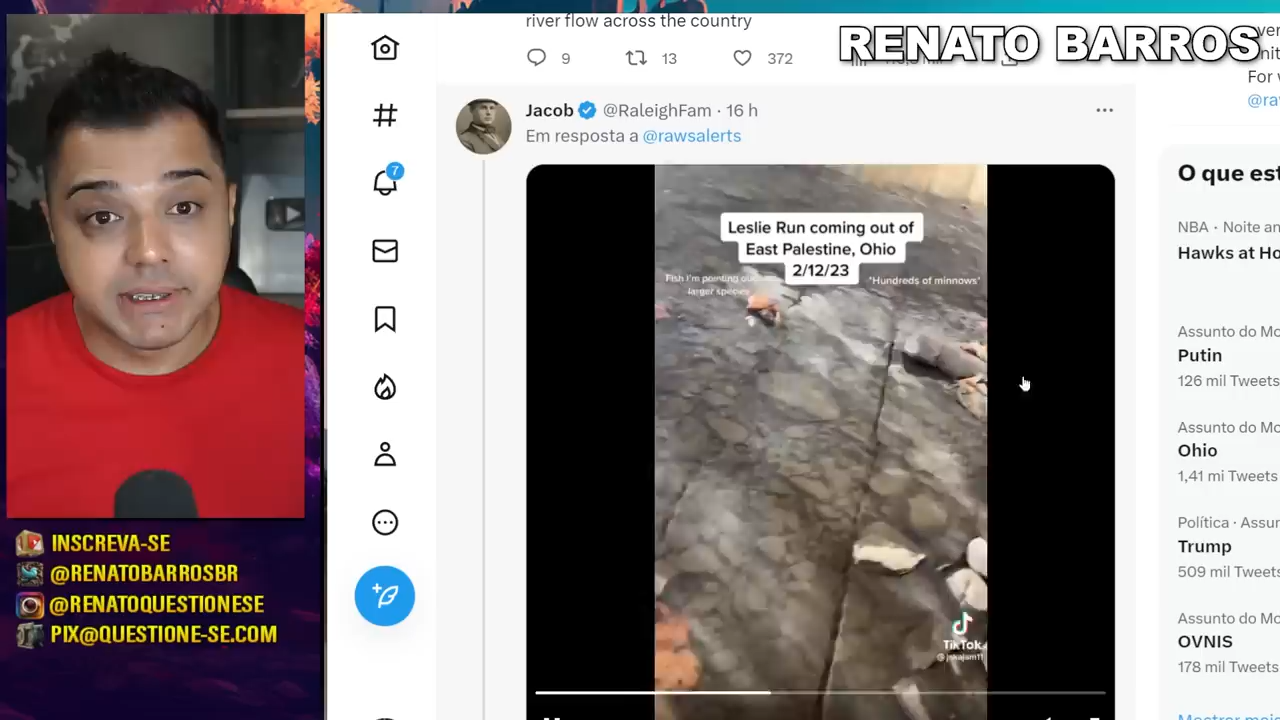 river flow across the country
9
13
372
RENATO BARROS
Jacob @RaleighFam · 16 h
Em resposta a @rawsalerts
7
Leslie Run coming out of
East Palestine, Ohio
2/12/23
Fish I'm pointing out
larger species
*Hundreds of minnows*
TikTok
For w
@raw
O que est
NBA · Noite an
Hawks at Ho
Assunto do Mo
Putin
126 mil Tweets
Assunto do Mo
Ohio
1,41 mi Tweets
Política · Assun
Trump
509 mil Tweets
Assunto do Mo
OVNIS
178 mil Tweets
INSCREVA-SE
@RENATOBARROSBR
@RENATOQUESTIONESE
PIX@QUESTIONE-SE.COM